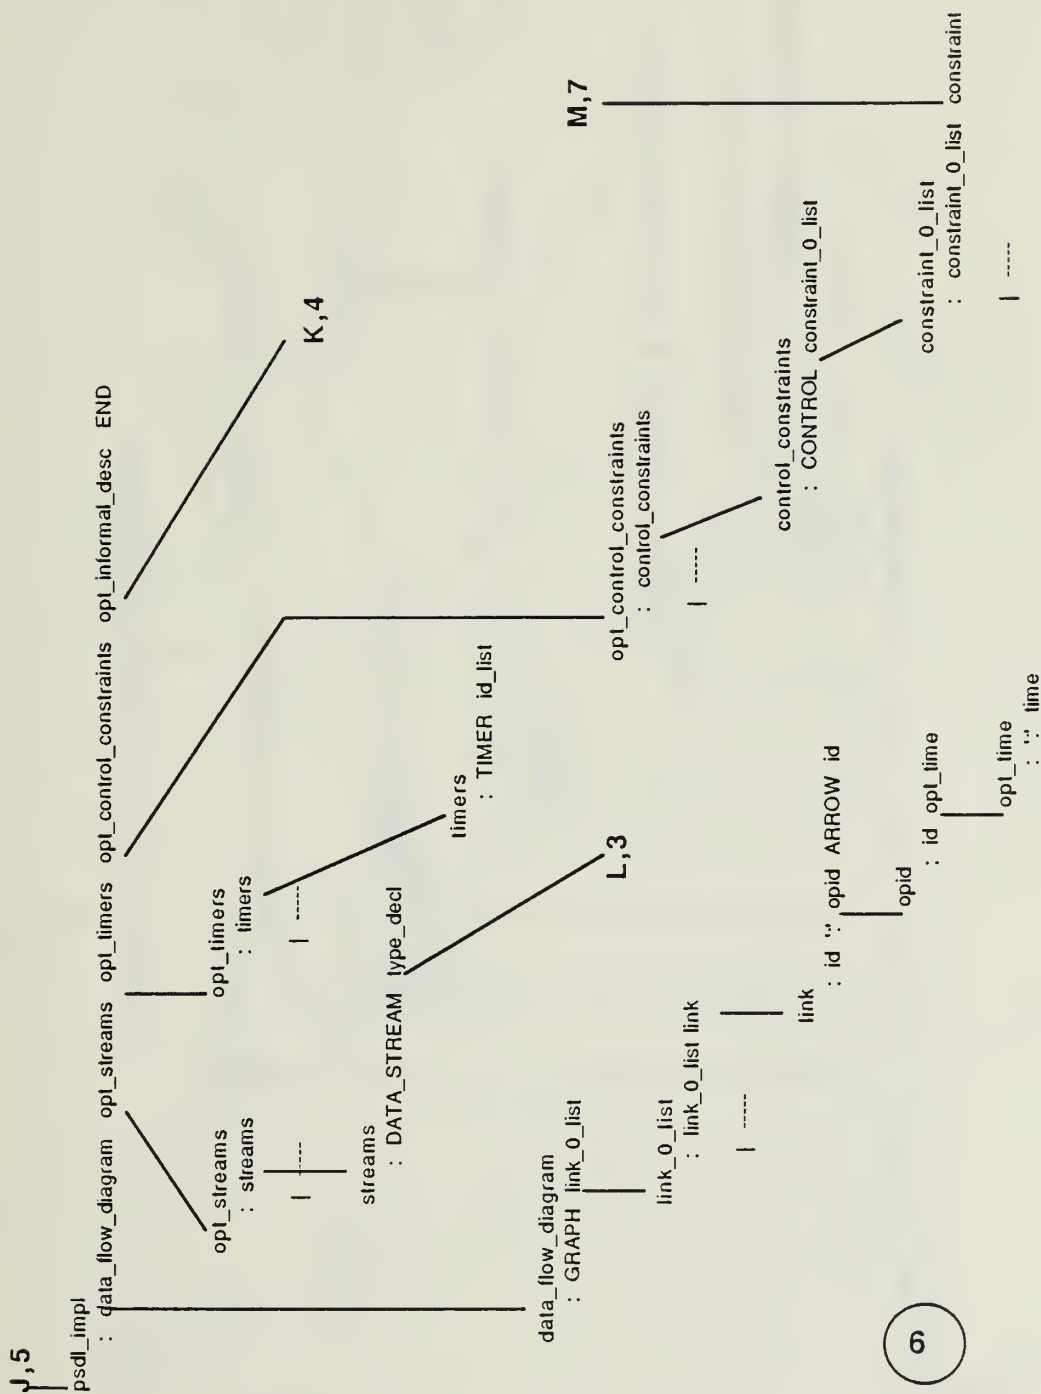 J,5
psdl_impl
: data_flow_diagram opt_streams opt_timers opt_control_constraints opt_informal_desc END
K,4
opt_streams
: streams
| -----
streams
: DATA_STREAM type_decl
L,3
opt_timers
: timers
| -----
timers
: TIMER id_list
data_flow_diagram
: GRAPH link_0_list
link_0_list
: link_0_list link
| -----
link
: id ':' opid ARROW id
opid
: id opt_time
opt_time
: ':' time
opt_control_constraints
: control_constraints
| -----
control_constraints
: CONTROL constraint_0_list
constraint_0_list
: constraint_0_list constraint
| -----
M,7
6